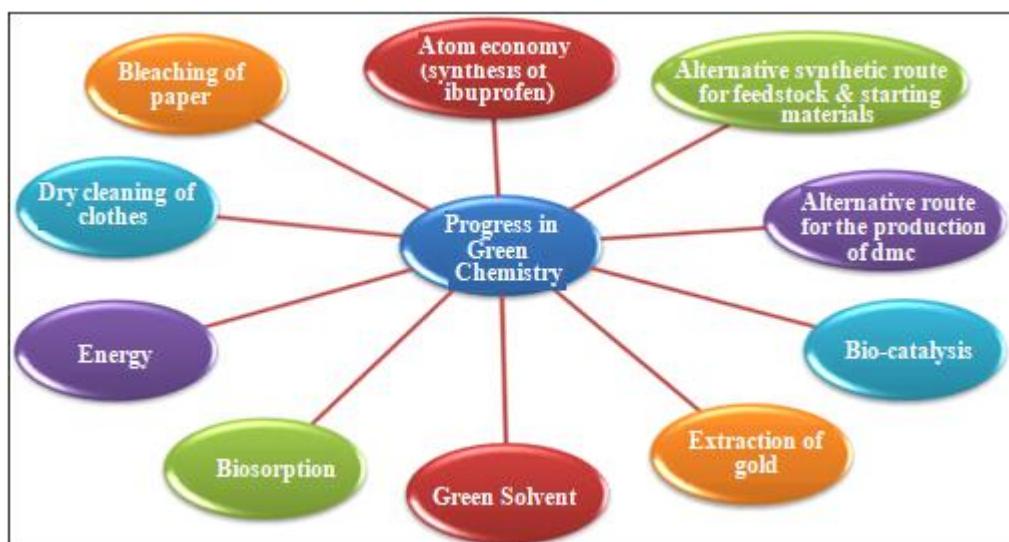 Atom economy
(synthesis of
ibuprofen)
Alternative synthetic route
for feedstock & starting
materials
Alternative route
for the production
of dmc
Bio-catalysis
Extraction of
gold
Green Solvent
Biosorption
Energy
Dry cleaning of
clothes
Bleaching of
paper
Progress in
Green
Chemistry